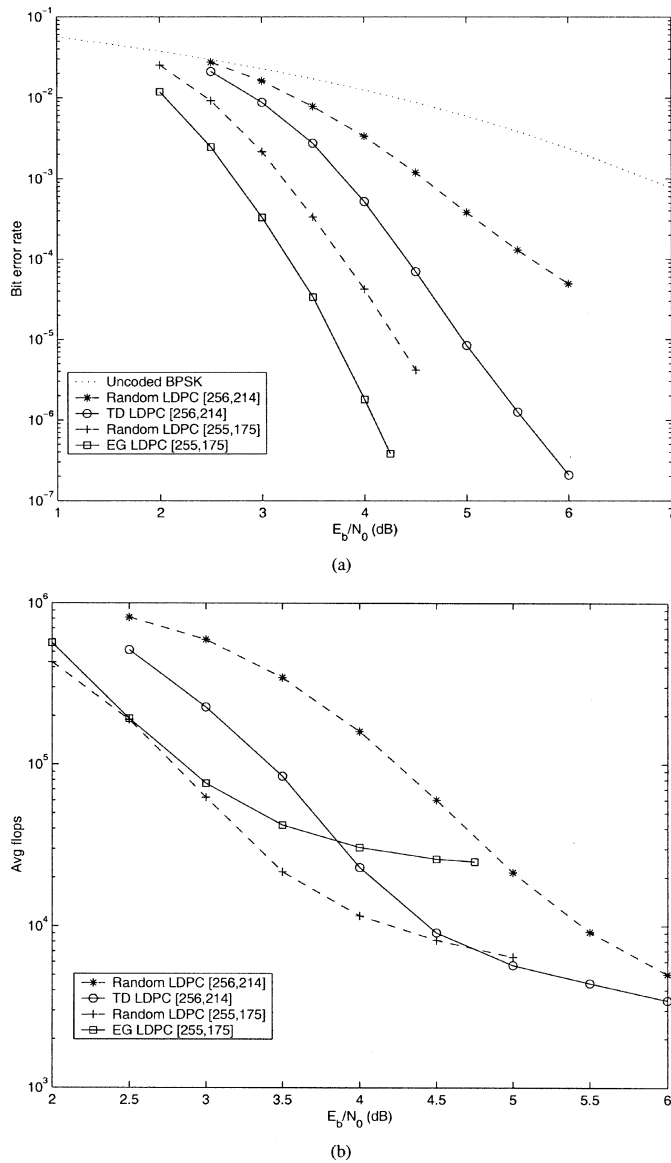 10^-1
10^-2
10^-3
10^-4
10^-5
10^-6
10^-7
Bit error rate
Uncoded BPSK
Random LDPC [256,214]
TD LDPC [256,214]
Random LDPC [255,175]
EG LDPC [255,175]
1 2 3 4 5 6 7
E_b/N_0 (dB)
(a)
10^6
10^5
10^4
10^3
Avg flops
Random LDPC [256,214]
TD LDPC [256,214]
Random LDPC [255,175]
EG LDPC [255,175]
2 2.5 3 3.5 4 4.5 5 5.5 6
E_b/N_0 (dB)
(b)